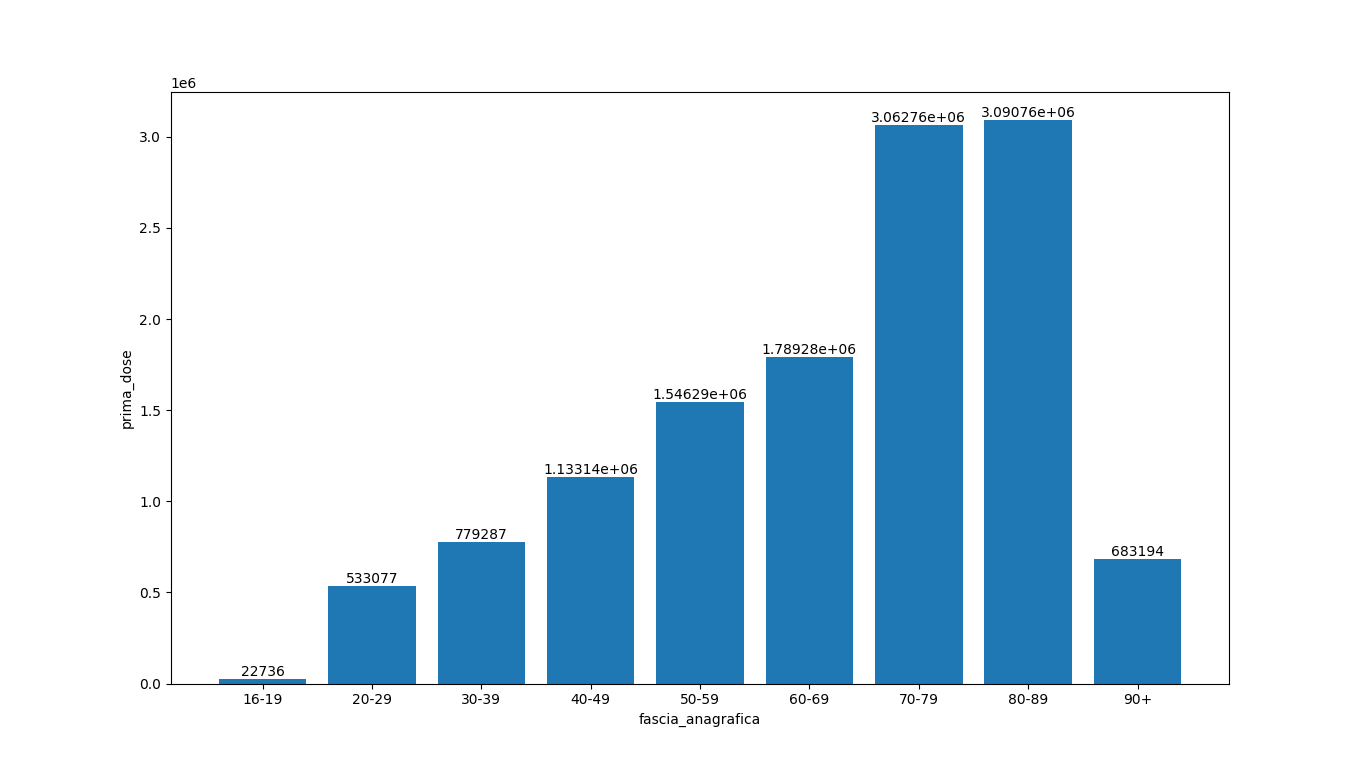 1e6
3.06276e+06
3.09076e+06
3.0
2.5
2.0
1.78928e+06
prima_dose
1.54629e+06
1.5
1.13314e+06
1.0
779287
683194
533077
0.5
22736
0.0
16-19 20-29 30-39 40-49 50-59 60-69 70-79 80-89 90+
fascia_anagrafica